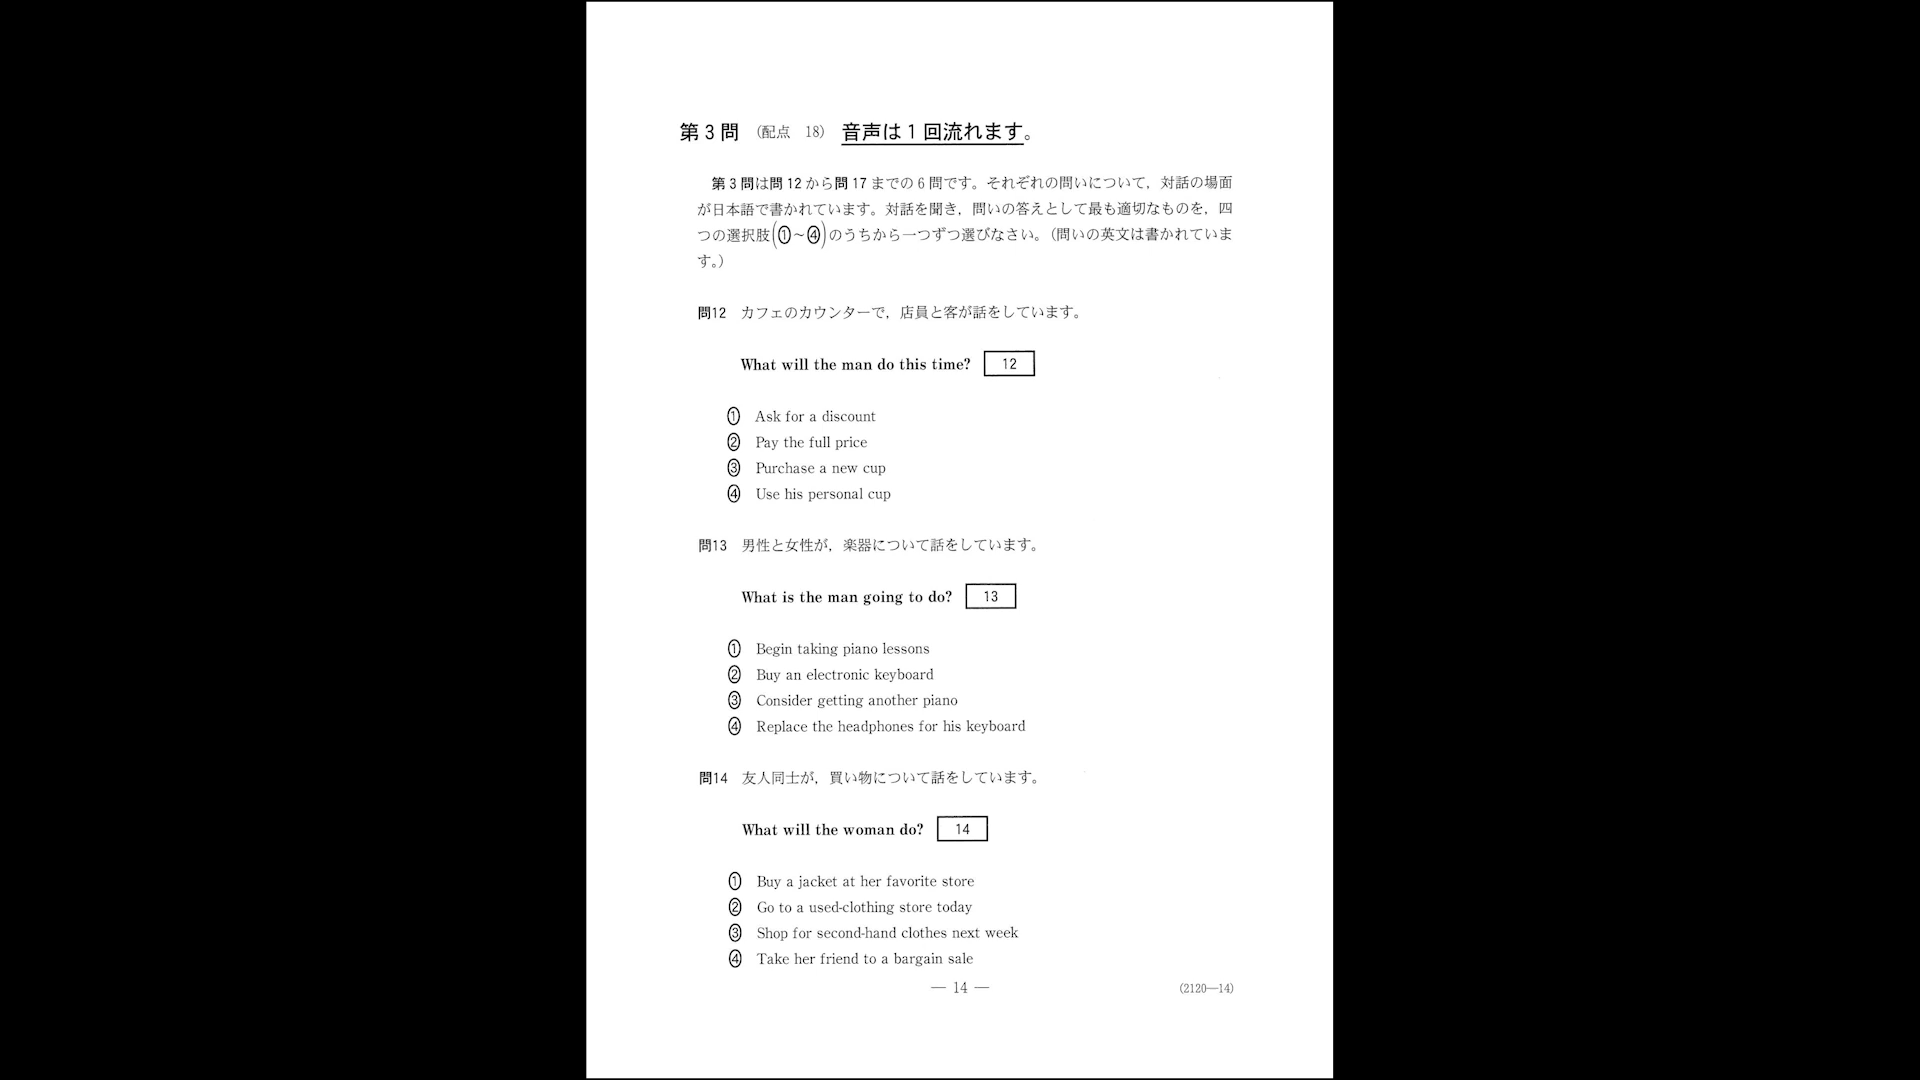 第3問 (配点 18) 音声は1回流れます。
第3問は問12から問17までの6問です。それぞれの問いについて，対話の場面
が日本語で書かれています。対話を聞き，問いの答えとして最も適切なものを，四
つの選択肢(①～④)のうちから一つずつ選びなさい。(問いの英文は書かれていま
す。)
問12 カフェのカウンターで，店員と客が話をしています。
What will the man do this time? 12
① Ask for a discount
② Pay the full price
③ Purchase a new cup
④ Use his personal cup
問13 男性と女性が，楽器について話をしています。
What is the man going to do? 13
① Begin taking piano lessons
② Buy an electronic keyboard
③ Consider getting another piano
④ Replace the headphones for his keyboard
問14 友人同士が，買い物について話をしています。
What will the woman do? 14
① Buy a jacket at her favorite store
② Go to a used-clothing store today
③ Shop for second-hand clothes next week
④ Take her friend to a bargain sale
— 14 —
(2120—14)